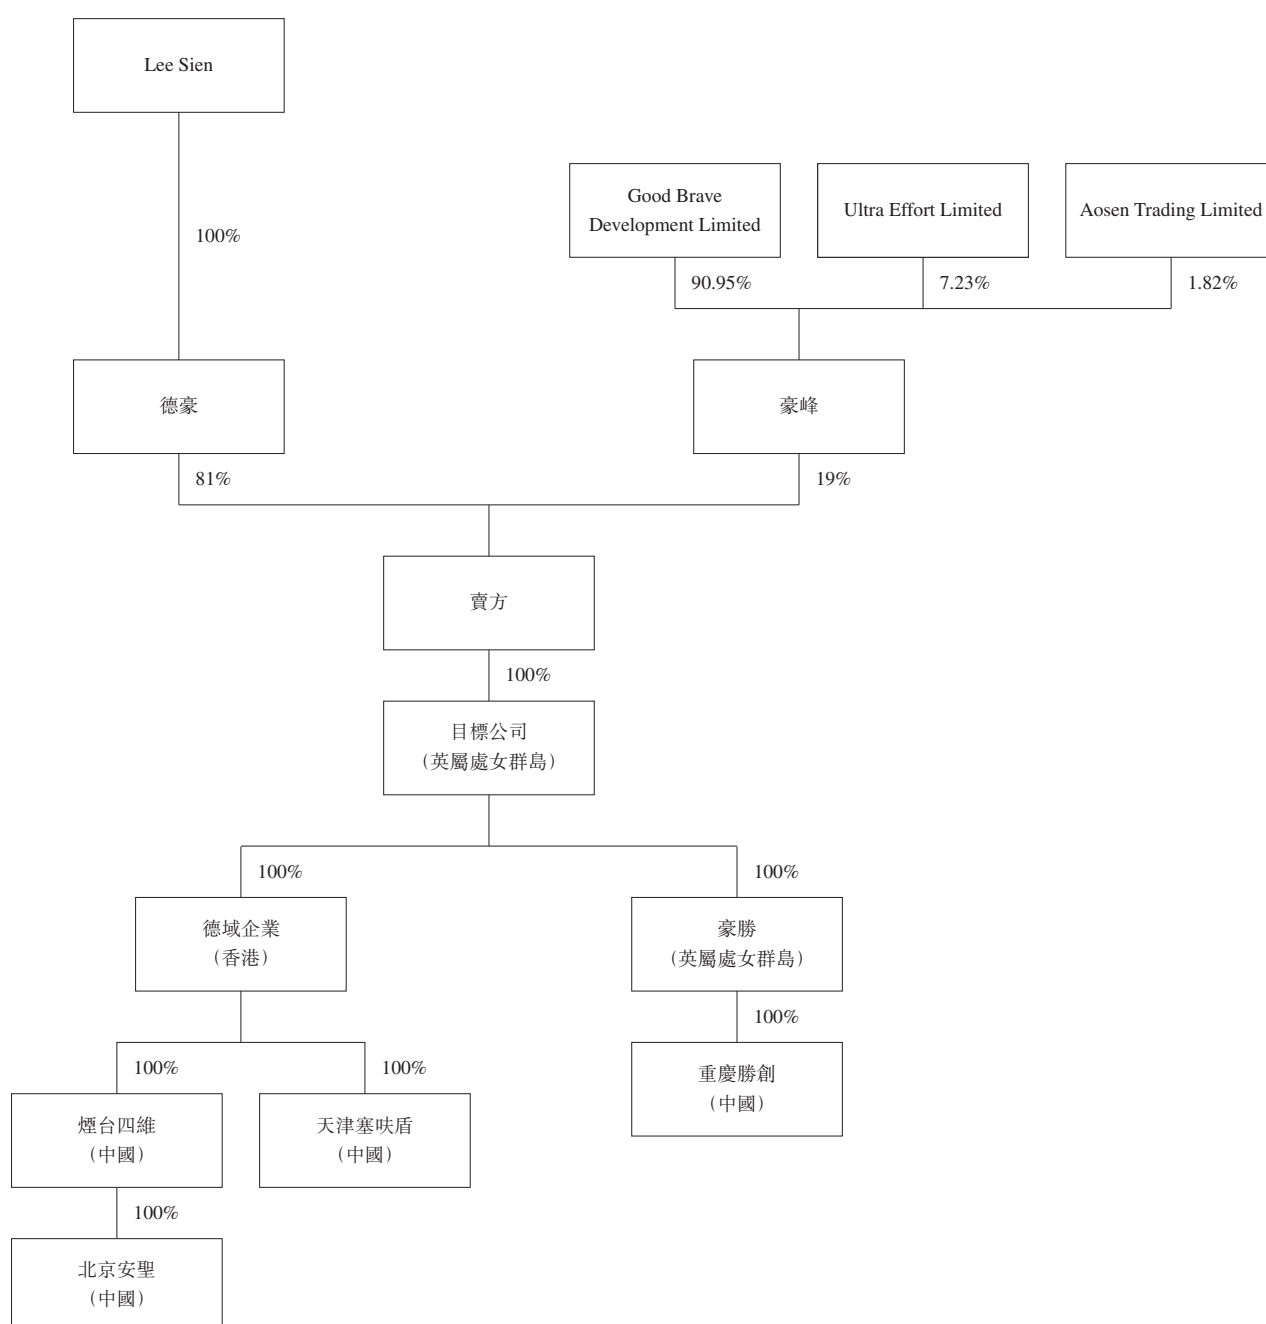 Lee Sien
Good Brave
Development Limited
Ultra Effort Limited
Aosen Trading Limited
100%
90.95%
7.23%
1.82%
德豪
豪峰
81%
19%
賣方
100%
目標公司
（英屬處女群島）
100%
100%
德域企業
（香港）
豪勝
（英屬處女群島）
100%
100%
100%
煙台四維
（中國）
天津塞呋盾
（中國）
重慶勝創
（中國）
100%
北京安聖
（中國）